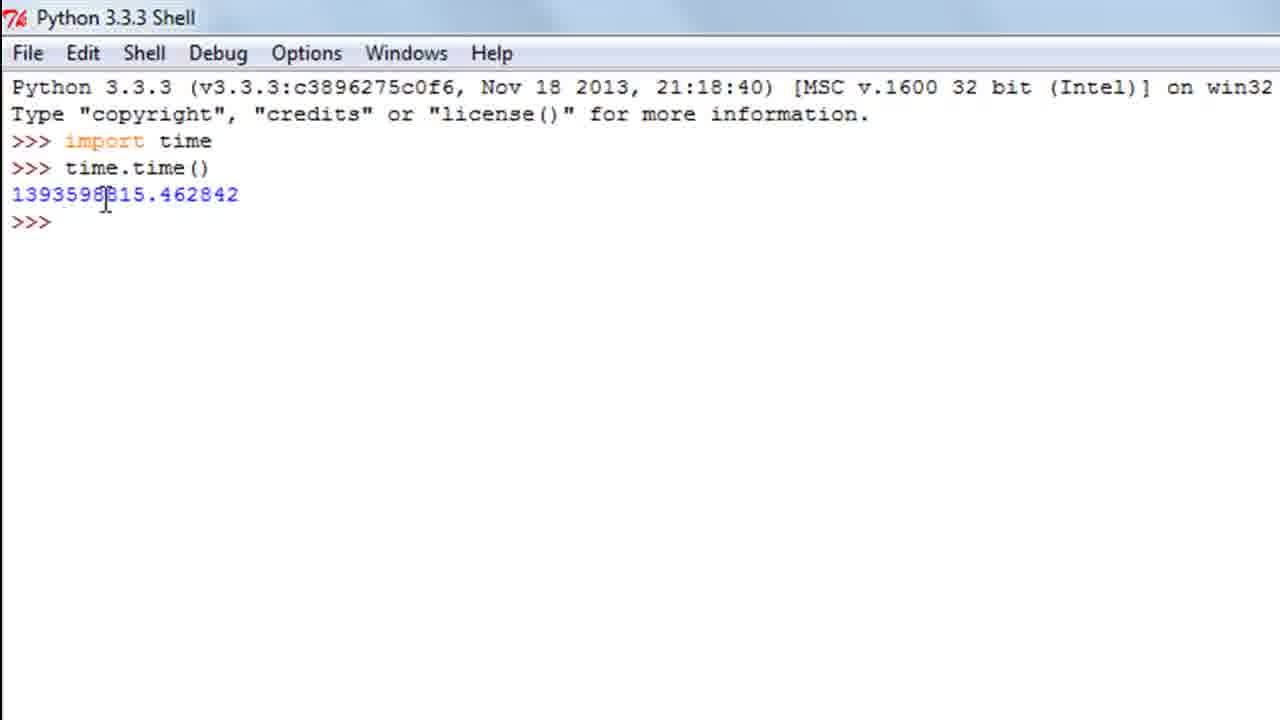 Python 3.3.3 Shell
File Edit Shell Debug Options Windows Help
Python 3.3.3 (v3.3.3:c3896275c0f6, Nov 18 2013, 21:18:40) [MSC v.1600 32 bit (Intel)] on win32
Type "copyright", "credits" or "license()" for more information.
>>> import time
>>> time.time()
1393598815.462842
>>>